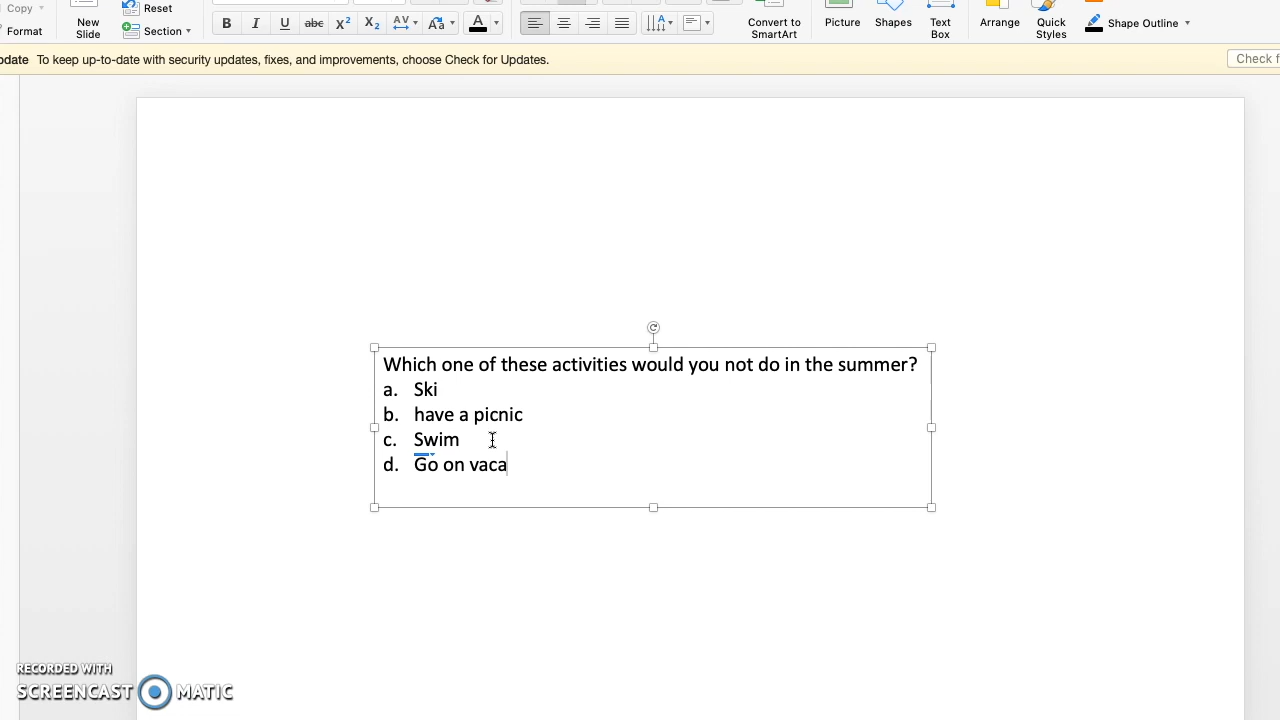 Copy
Format
New
Slide
Reset
Section
B I U abc X² X₂ AV Aa A
Convert to
SmartArt
Picture
Shapes
Text
Box
Arrange
Quick
Styles
Shape Outline
To keep up-to-date with security updates, fixes, and improvements, choose Check for Updates.
Check
Which one of these activities would you not do in the summer?
a. Ski
b. have a picnic
c. Swim
d. Go on vaca
RECORDED WITH
SCREENCAST MATIC